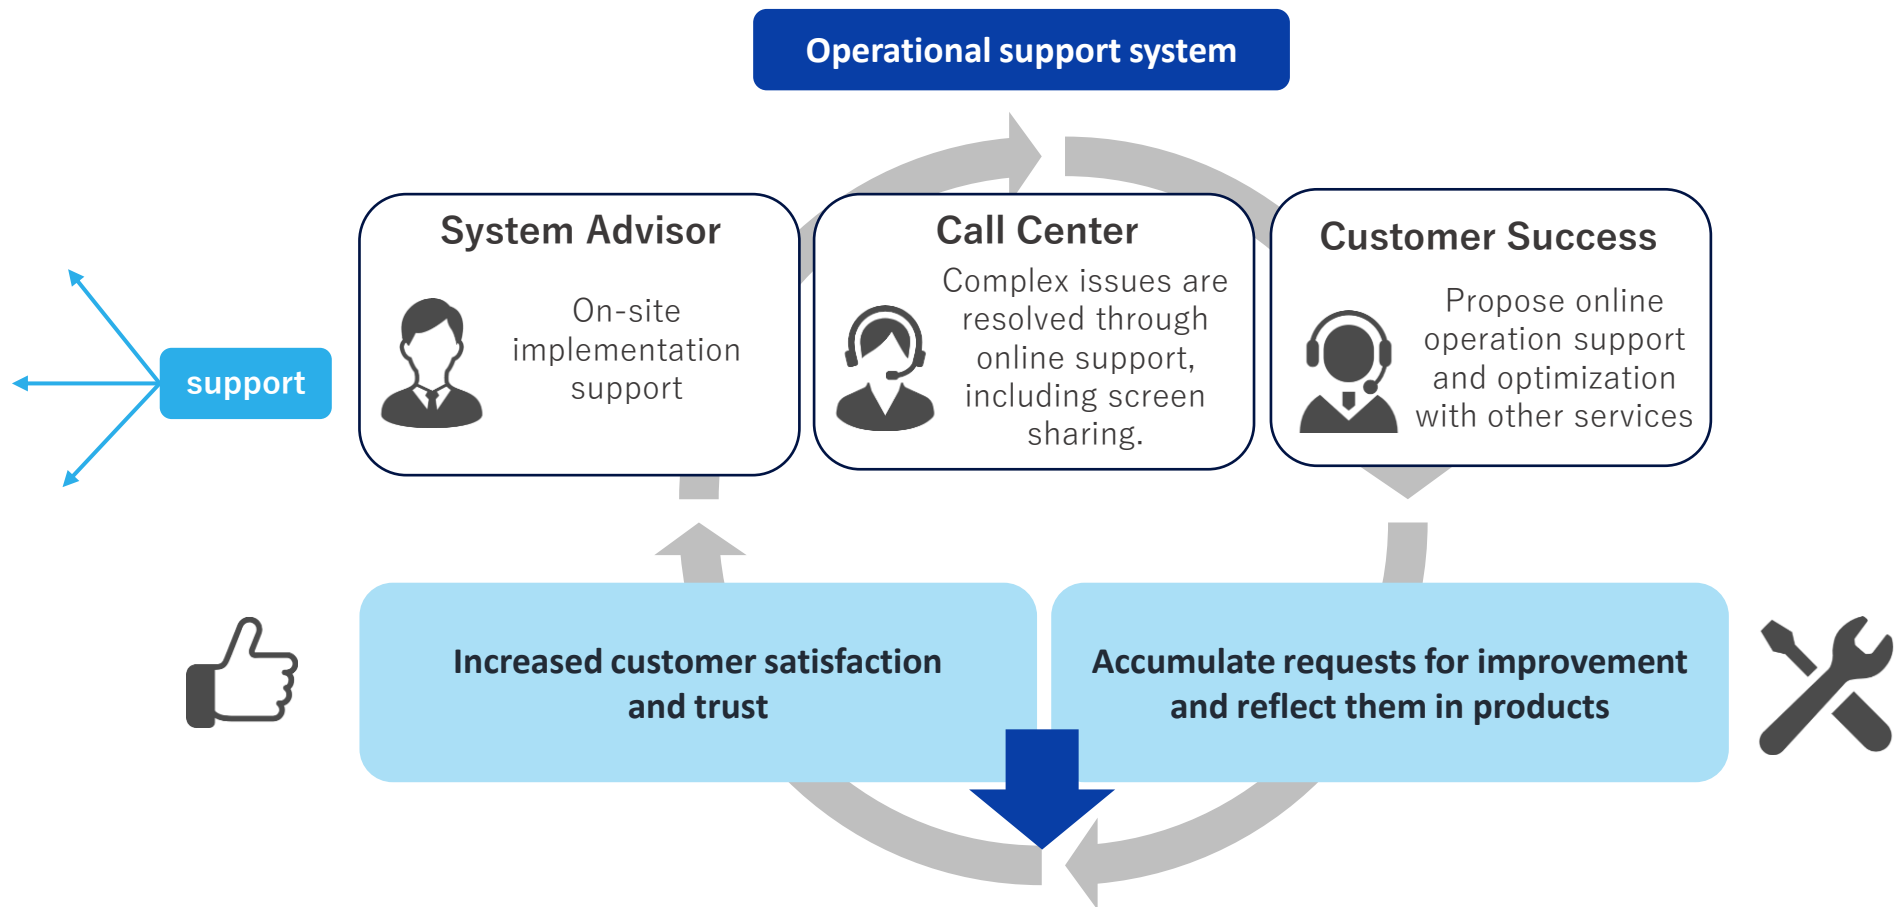 Operational support system
System Advisor
On-site
implementation
support
Call Center
Complex issues are
resolved through
online support,
including screen
sharing.
Customer Success
Propose online
operation support
and optimization
with other services
support
Increased customer satisfaction
and trust
Accumulate requests for improvement
and reflect them in products